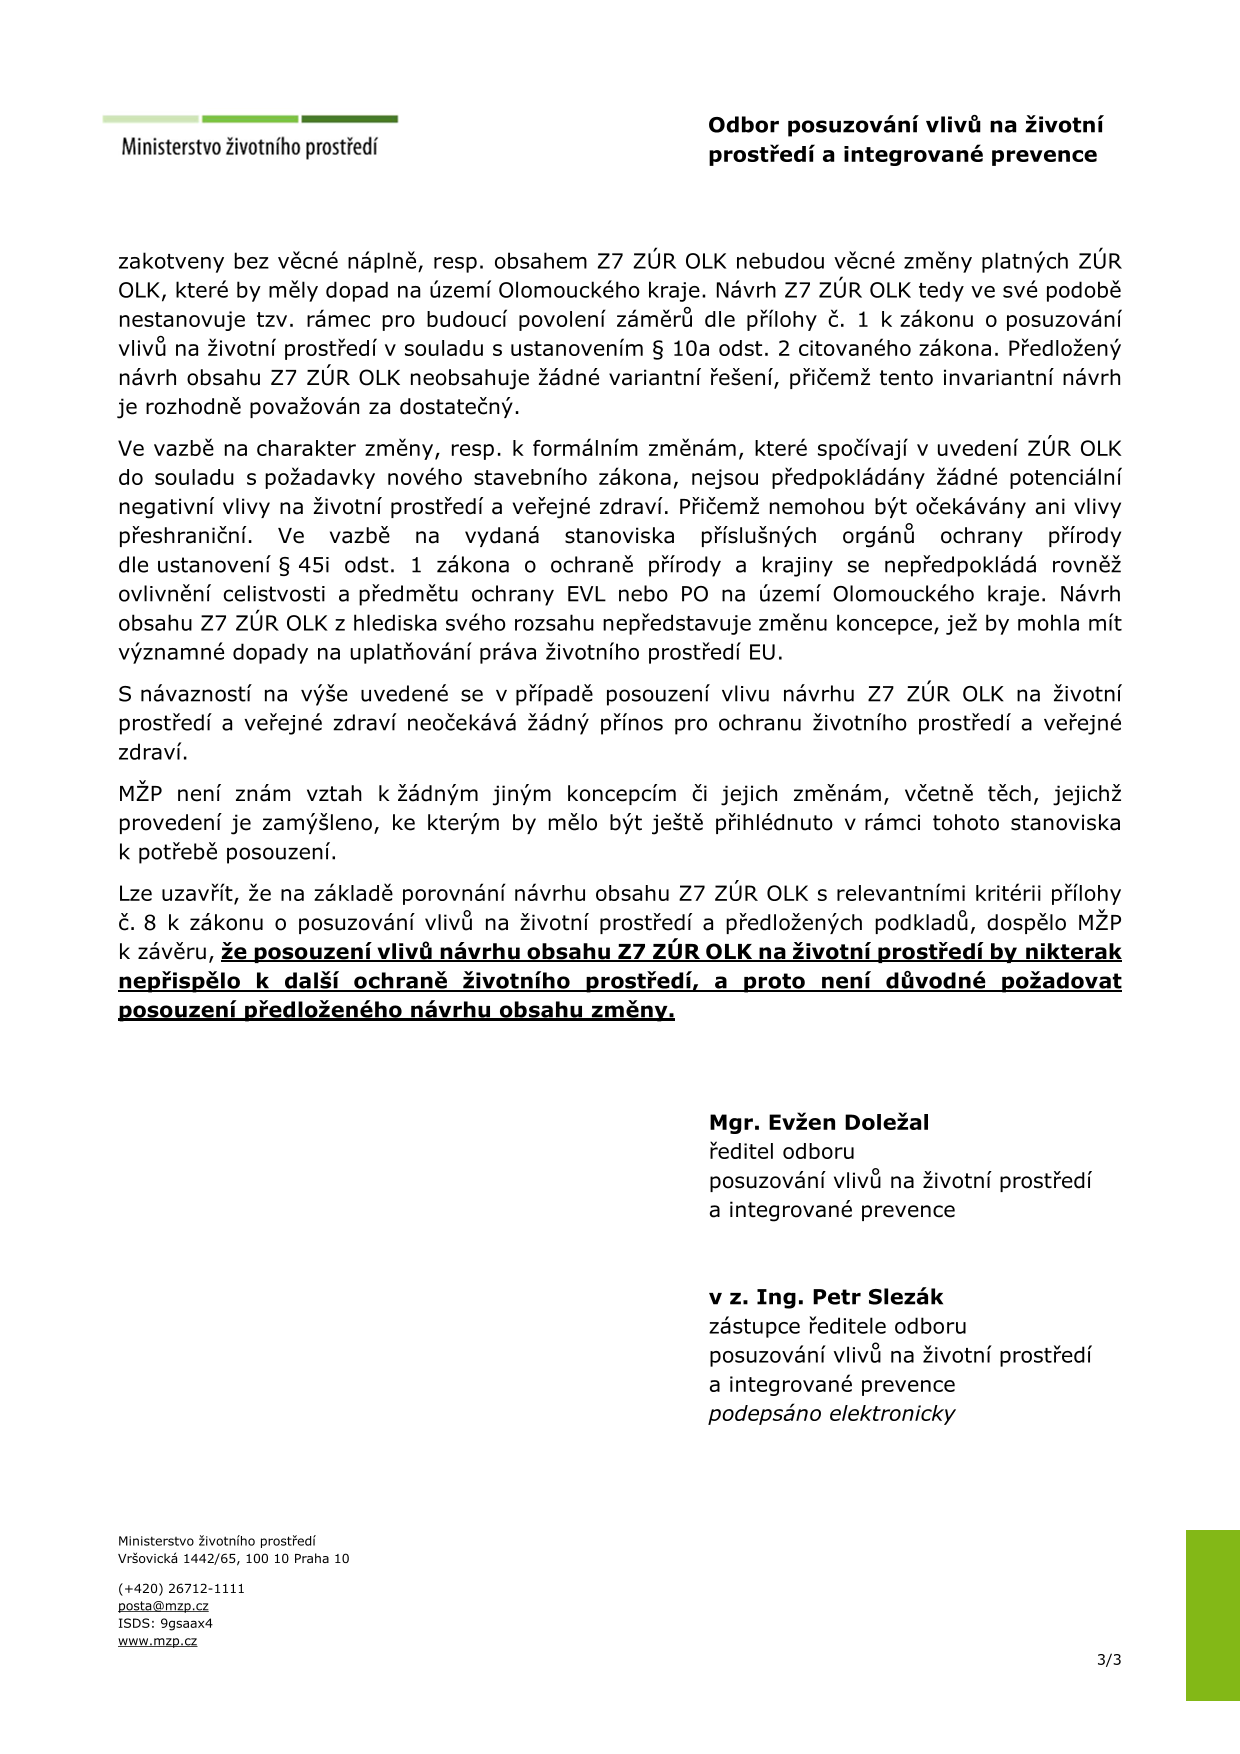 Ministerstvo životního prostředí
Odbor posuzování vlivů na životní
prostředí a integrované prevence
zakotveny bez věcné náplně, resp. obsahem Z7 ZÚR OLK nebudou věcné změny platných ZÚR
OLK, které by měly dopad na území Olomouckého kraje. Návrh Z7 ZÚR OLK tedy ve své podobě
nestanovuje tzv. rámec pro budoucí povolení záměrů dle přílohy č. 1 k zákonu o posuzování
vlivů na životní prostředí v souladu s ustanovením § 10a odst. 2 citovaného zákona. Předložený
návrh obsahu Z7 ZÚR OLK neobsahuje žádné variantní řešení, přičemž tento invariantní návrh
je rozhodně považován za dostatečný.
Ve vazbě na charakter změny, resp. k formálním změnám, které spočívají v uvedení ZÚR OLK
do souladu s požadavky nového stavebního zákona, nejsou předpokládány žádné potenciální
negativní vlivy na životní prostředí a veřejné zdraví. Přičemž nemohou být očekávány ani vlivy
přeshraniční. Ve vazbě na vydaná stanoviska příslušných orgánů ochrany přírody
dle ustanovení § 45i odst. 1 zákona o ochraně přírody a krajiny se nepředpokládá rovněž
ovlivnění celistvosti a předmětu ochrany EVL nebo PO na území Olomouckého kraje. Návrh
obsahu Z7 ZÚR OLK z hlediska svého rozsahu nepředstavuje změnu koncepce, jež by mohla mít
významné dopady na uplatňování práva životního prostředí EU.
S návazností na výše uvedené se v případě posouzení vlivu návrhu Z7 ZÚR OLK na životní
prostředí a veřejné zdraví neočekává žádný přínos pro ochranu životního prostředí a veřejné
zdraví.
MŽP není znám vztah k žádným jiným koncepcím či jejich změnám, včetně těch, jejichž
provedení je zamýšleno, ke kterým by mělo být ještě přihlédnuto v rámci tohoto stanoviska
k potřebě posouzení.
Lze uzavřít, že na základě porovnání návrhu obsahu Z7 ZÚR OLK s relevantními kritérii přílohy
č. 8 k zákonu o posuzování vlivů na životní prostředí a předložených podkladů, dospělo MŽP
k závěru, že posouzení vlivů návrhu obsahu Z7 ZÚR OLK na životní prostředí by nikterak
nepřispělo k další ochraně životního prostředí, a proto není důvodné požadovat
posouzení předloženého návrhu obsahu změny.
Mgr. Evžen Doležal
ředitel odboru
posuzování vlivů na životní prostředí
a integrované prevence
v z. Ing. Petr Slezák
zástupce ředitele odboru
posuzování vlivů na životní prostředí
a integrované prevence
podepsáno elektronicky
Ministerstvo životního prostředí
Vršovická 1442/65, 100 10 Praha 10
(+420) 26712-1111
posta@mzp.cz
ISDS: 9gsaax4
www.mzp.cz
3/3